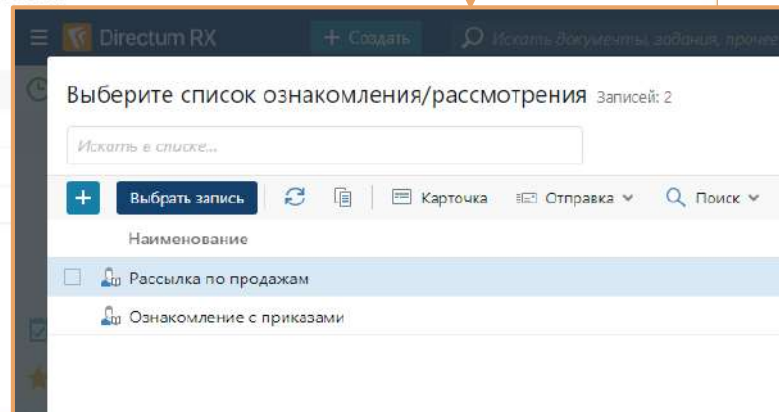 Directum RX
+ Создать
Искать документы, задания, прочее
Выберите список ознакомления/рассмотрения Записей: 2
Искать в списке...
+ Выбрать запись Карточка Отправка Поиск
Наименование
Рассылка по продажам
Ознакомление с приказами